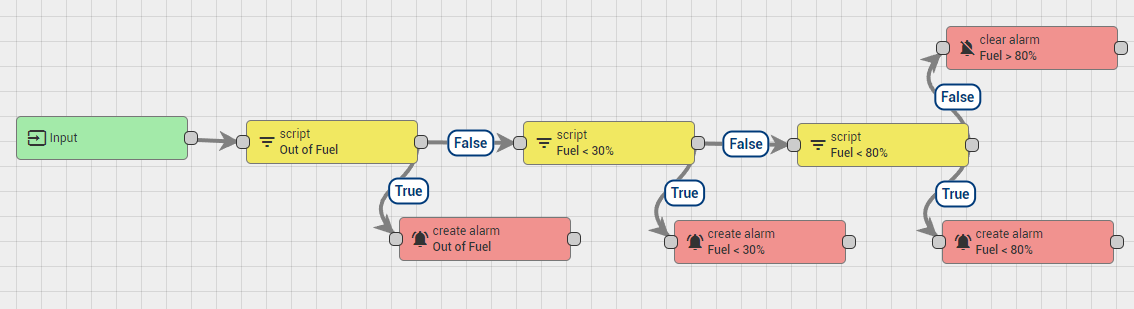 clear alarm
Fuel > 80%
False
Input
script
Out of Fuel
False
script
Fuel < 30%
False
script
Fuel < 80%
True
create alarm
Out of Fuel
True
create alarm
Fuel < 30%
True
create alarm
Fuel < 80%